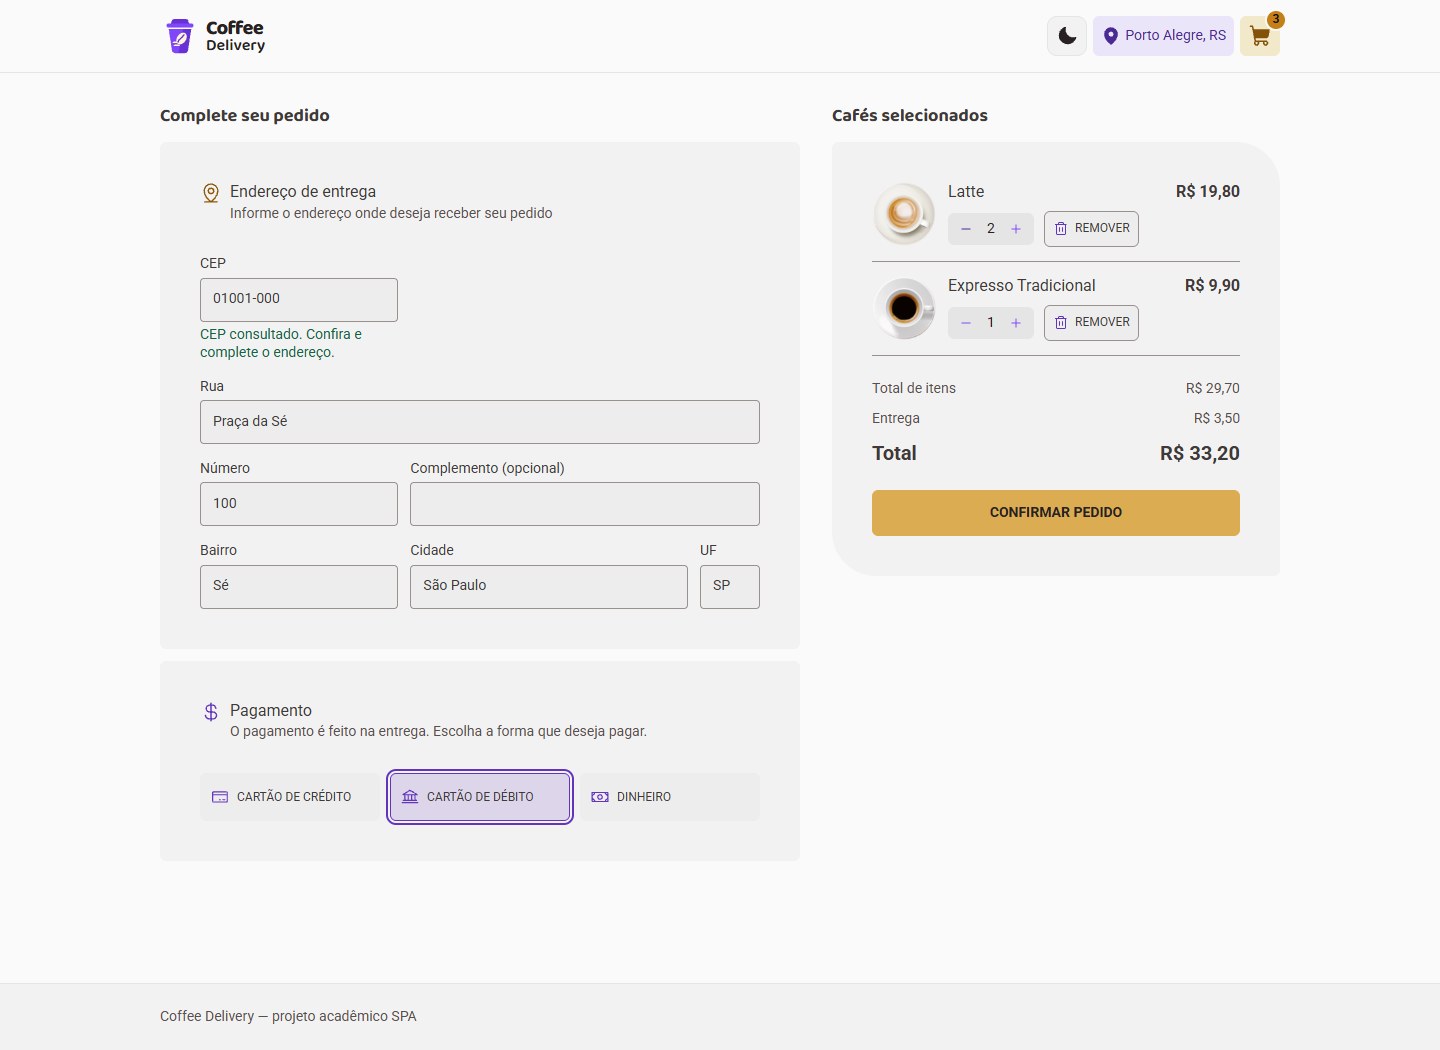 Coffee
Delivery
Porto Alegre, RS
3
Complete seu pedido
Endereço de entrega
Informe o endereço onde deseja receber seu pedido
CEP
01001-000
CEP consultado. Confira e
complete o endereço.
Rua
Praça da Sé
Número
Complemento (opcional)
100
Bairro
Cidade
UF
Sé
São Paulo
SP
Pagamento
O pagamento é feito na entrega. Escolha a forma que deseja pagar.
CARTÃO DE CRÉDITO
CARTÃO DE DÉBITO
DINHEIRO
Cafés selecionados
Latte
R$ 19,80
2
REMOVER
Expresso Tradicional
R$ 9,90
1
REMOVER
Total de itens
R$ 29,70
Entrega
R$ 3,50
Total
R$ 33,20
CONFIRMAR PEDIDO
Coffee Delivery — projeto acadêmico SPA